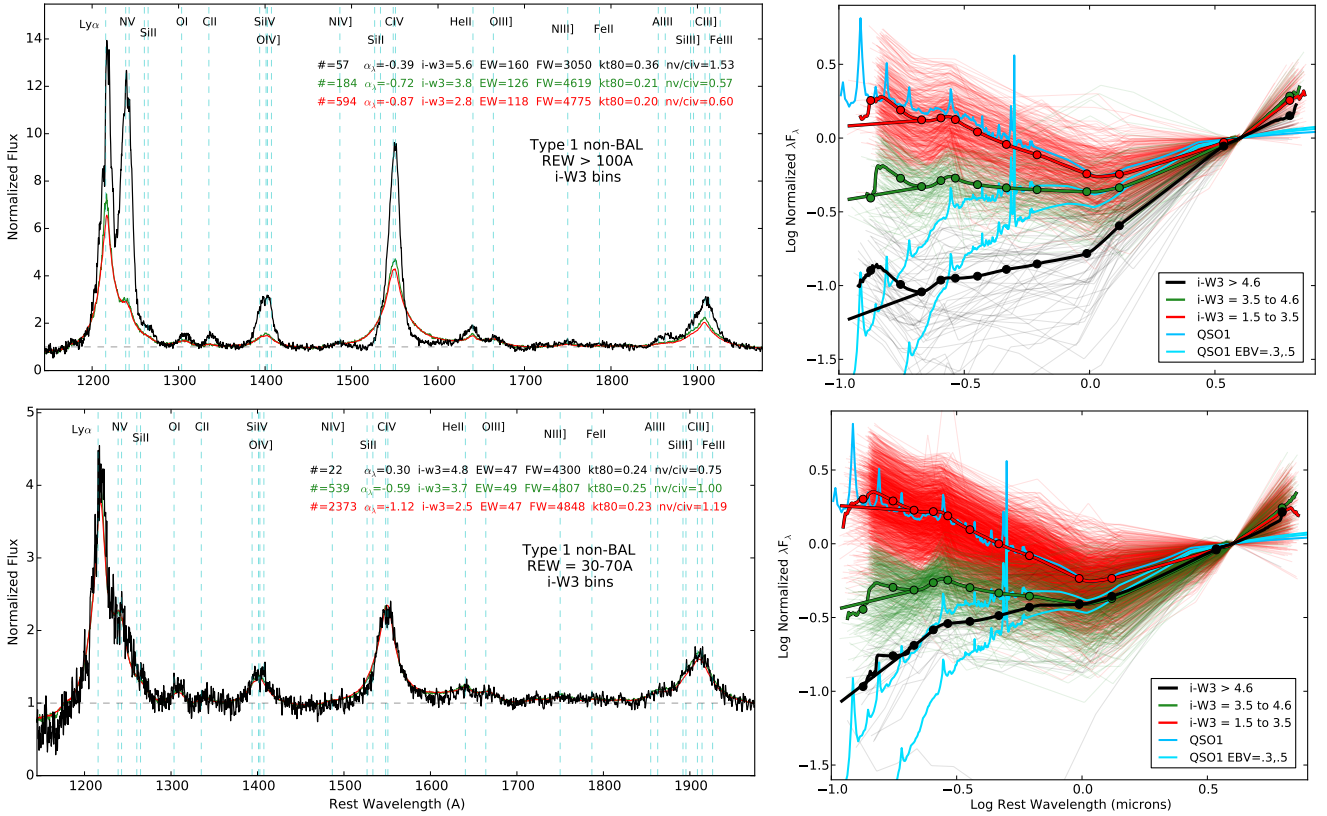 Lyα NV SiII OI CII SiIV OIV] NIV] SiII CIV HeII OIII] NIII] FeII AlIII SiIII] CIII] FeIII
#=57 αλ=-0.39 i-w3=5.6 EW=160 FW=3050 kt80=0.36 nv/civ=1.53
#=184 αλ=-0.72 i-w3=3.8 EW=126 FW=4619 kt80=0.21 nv/civ=0.57
#=594 αλ=-0.87 i-w3=2.8 EW=118 FW=4775 kt80=0.20 nv/civ=0.60
Type 1 non-BAL
REW > 100A
i-W3 bins
Normalized Flux
14
12
10
8
6
4
2
0
1200 1300 1400 1500 1600 1700 1800 1900
Log Normalized λFλ
0.5
0.0
−0.5
−1.0
−1.5
i-W3 > 4.6
i-W3 = 3.5 to 4.6
i-W3 = 1.5 to 3.5
QSO1
QSO1 EBV=.3,.5
−1.0 −0.5 0.0 0.5
Lyα NV SiII OI CII SiIV OIV] NIV] SiII CIV HeII OIII] NIII] FeII AlIII SiIII] CIII] FeIII
#=22 αλ=0.30 i-w3=4.8 EW=47 FW=4300 kt80=0.24 nv/civ=0.75
#=539 αλ=-0.59 i-w3=3.7 EW=49 FW=4807 kt80=0.25 nv/civ=1.00
#=2373 αλ=-1.12 i-w3=2.5 EW=47 FW=4848 kt80=0.23 nv/civ=1.19
Type 1 non-BAL
REW = 30-70A
i-W3 bins
Normalized Flux
5
4
3
2
1
0
1200 1300 1400 1500 1600 1700 1800 1900
Rest Wavelength (A)
Log Normalized λFλ
0.5
0.0
−0.5
−1.0
−1.5
i-W3 > 4.6
i-W3 = 3.5 to 4.6
i-W3 = 1.5 to 3.5
QSO1
QSO1 EBV=.3,.5
−1.0 −0.5 0.0 0.5
Log Rest Wavelength (microns)